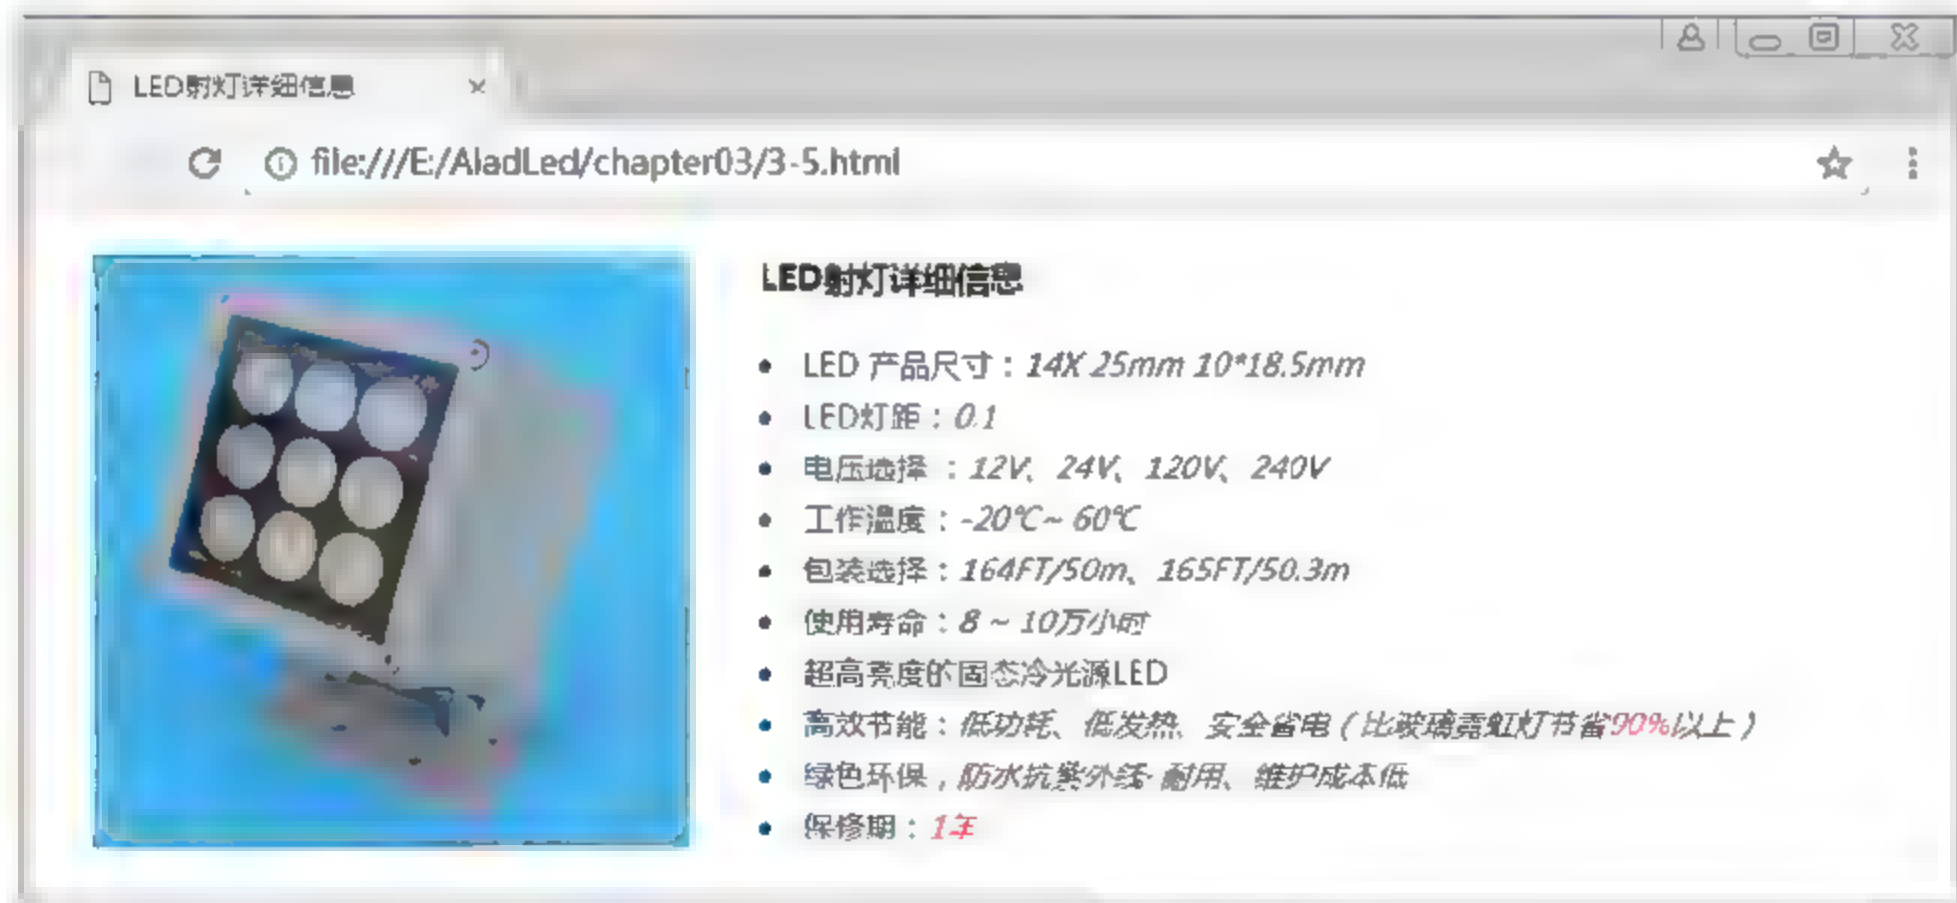 LED射灯详细信息
file:///E:/AladLed/chapter03/3-5.html
LED射灯详细信息
LED 产品尺寸：14X 25mm 10*18.5mm
LED灯距：0.1
电压选择 ：12V、24V、120V、240V
工作温度：-20℃~ 60℃
包装选择：164FT/50m、165FT/50.3m
使用寿命：8 ~ 10万小时
超高亮度的固态冷光源LED
高效节能：低功耗、低发热、安全省电（比玻璃霓虹灯节省90%以上）
绿色环保，防水抗紫外线 耐用、维护成本低
保修期：1年